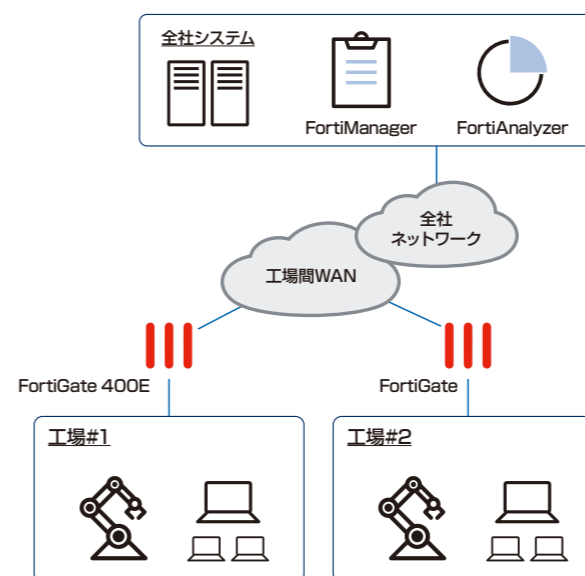 全社システム
FortiManager
FortiAnalyzer
全社
ネットワーク
工場間WAN
FortiGate 400E
FortiGate
工場#1
工場#2